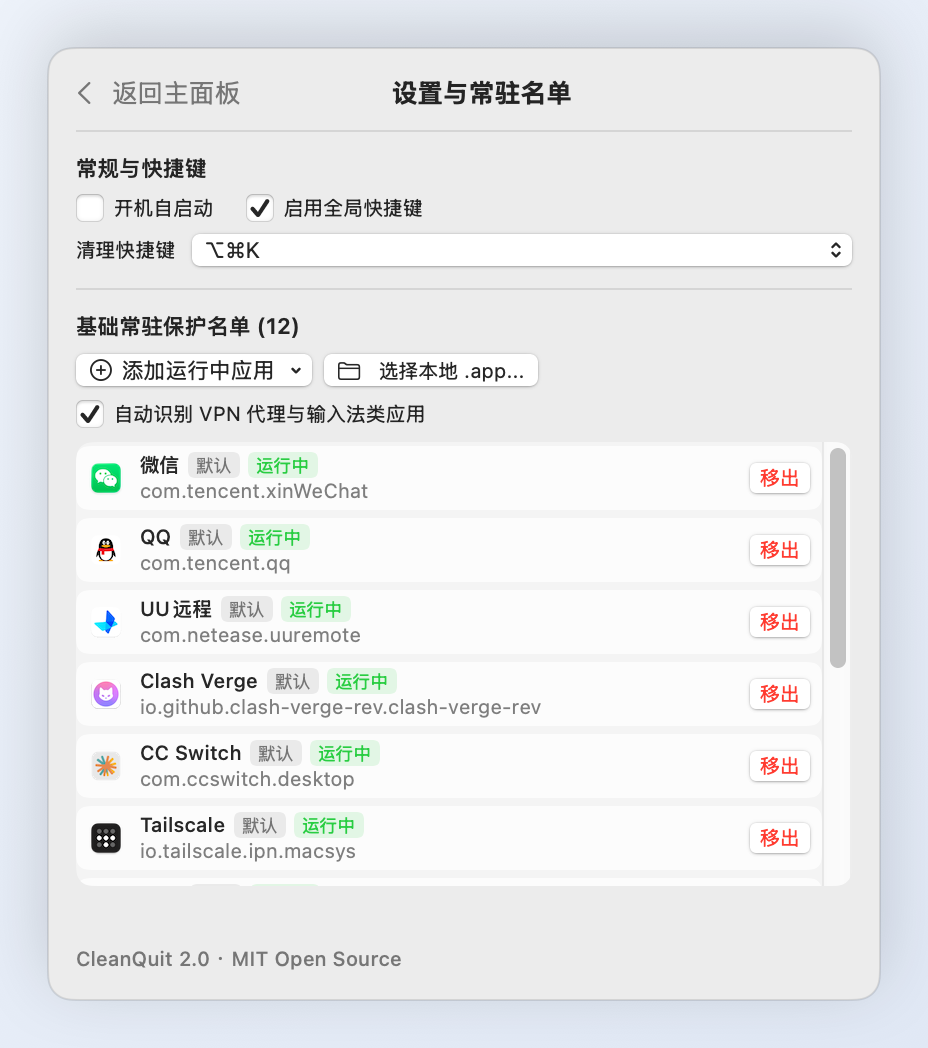 返回主面板
设置与常驻名单
常规与快捷键
开机自启动
启用全局快捷键
清理快捷键
⌥⌘K
基础常驻保护名单 (12)
添加运行中应用
选择本地 .app...
自动识别 VPN 代理与输入法类应用
微信 默认 运行中
com.tencent.xinWeChat
移出
QQ 默认 运行中
com.tencent.qq
移出
UU远程 默认 运行中
com.netease.uuremote
移出
Clash Verge 默认 运行中
io.github.clash-verge-rev.clash-verge-rev
移出
CC Switch 默认 运行中
com.ccswitch.desktop
移出
Tailscale 默认 运行中
io.tailscale.ipn.macsys
移出
CleanQuit 2.0 · MIT Open Source